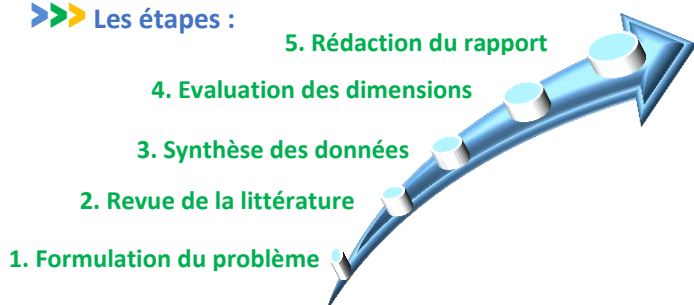 >>> Les étapes :
5. Rédaction du rapport
4. Evaluation des dimensions
3. Synthèse des données
2. Revue de la littérature
1. Formulation du problème